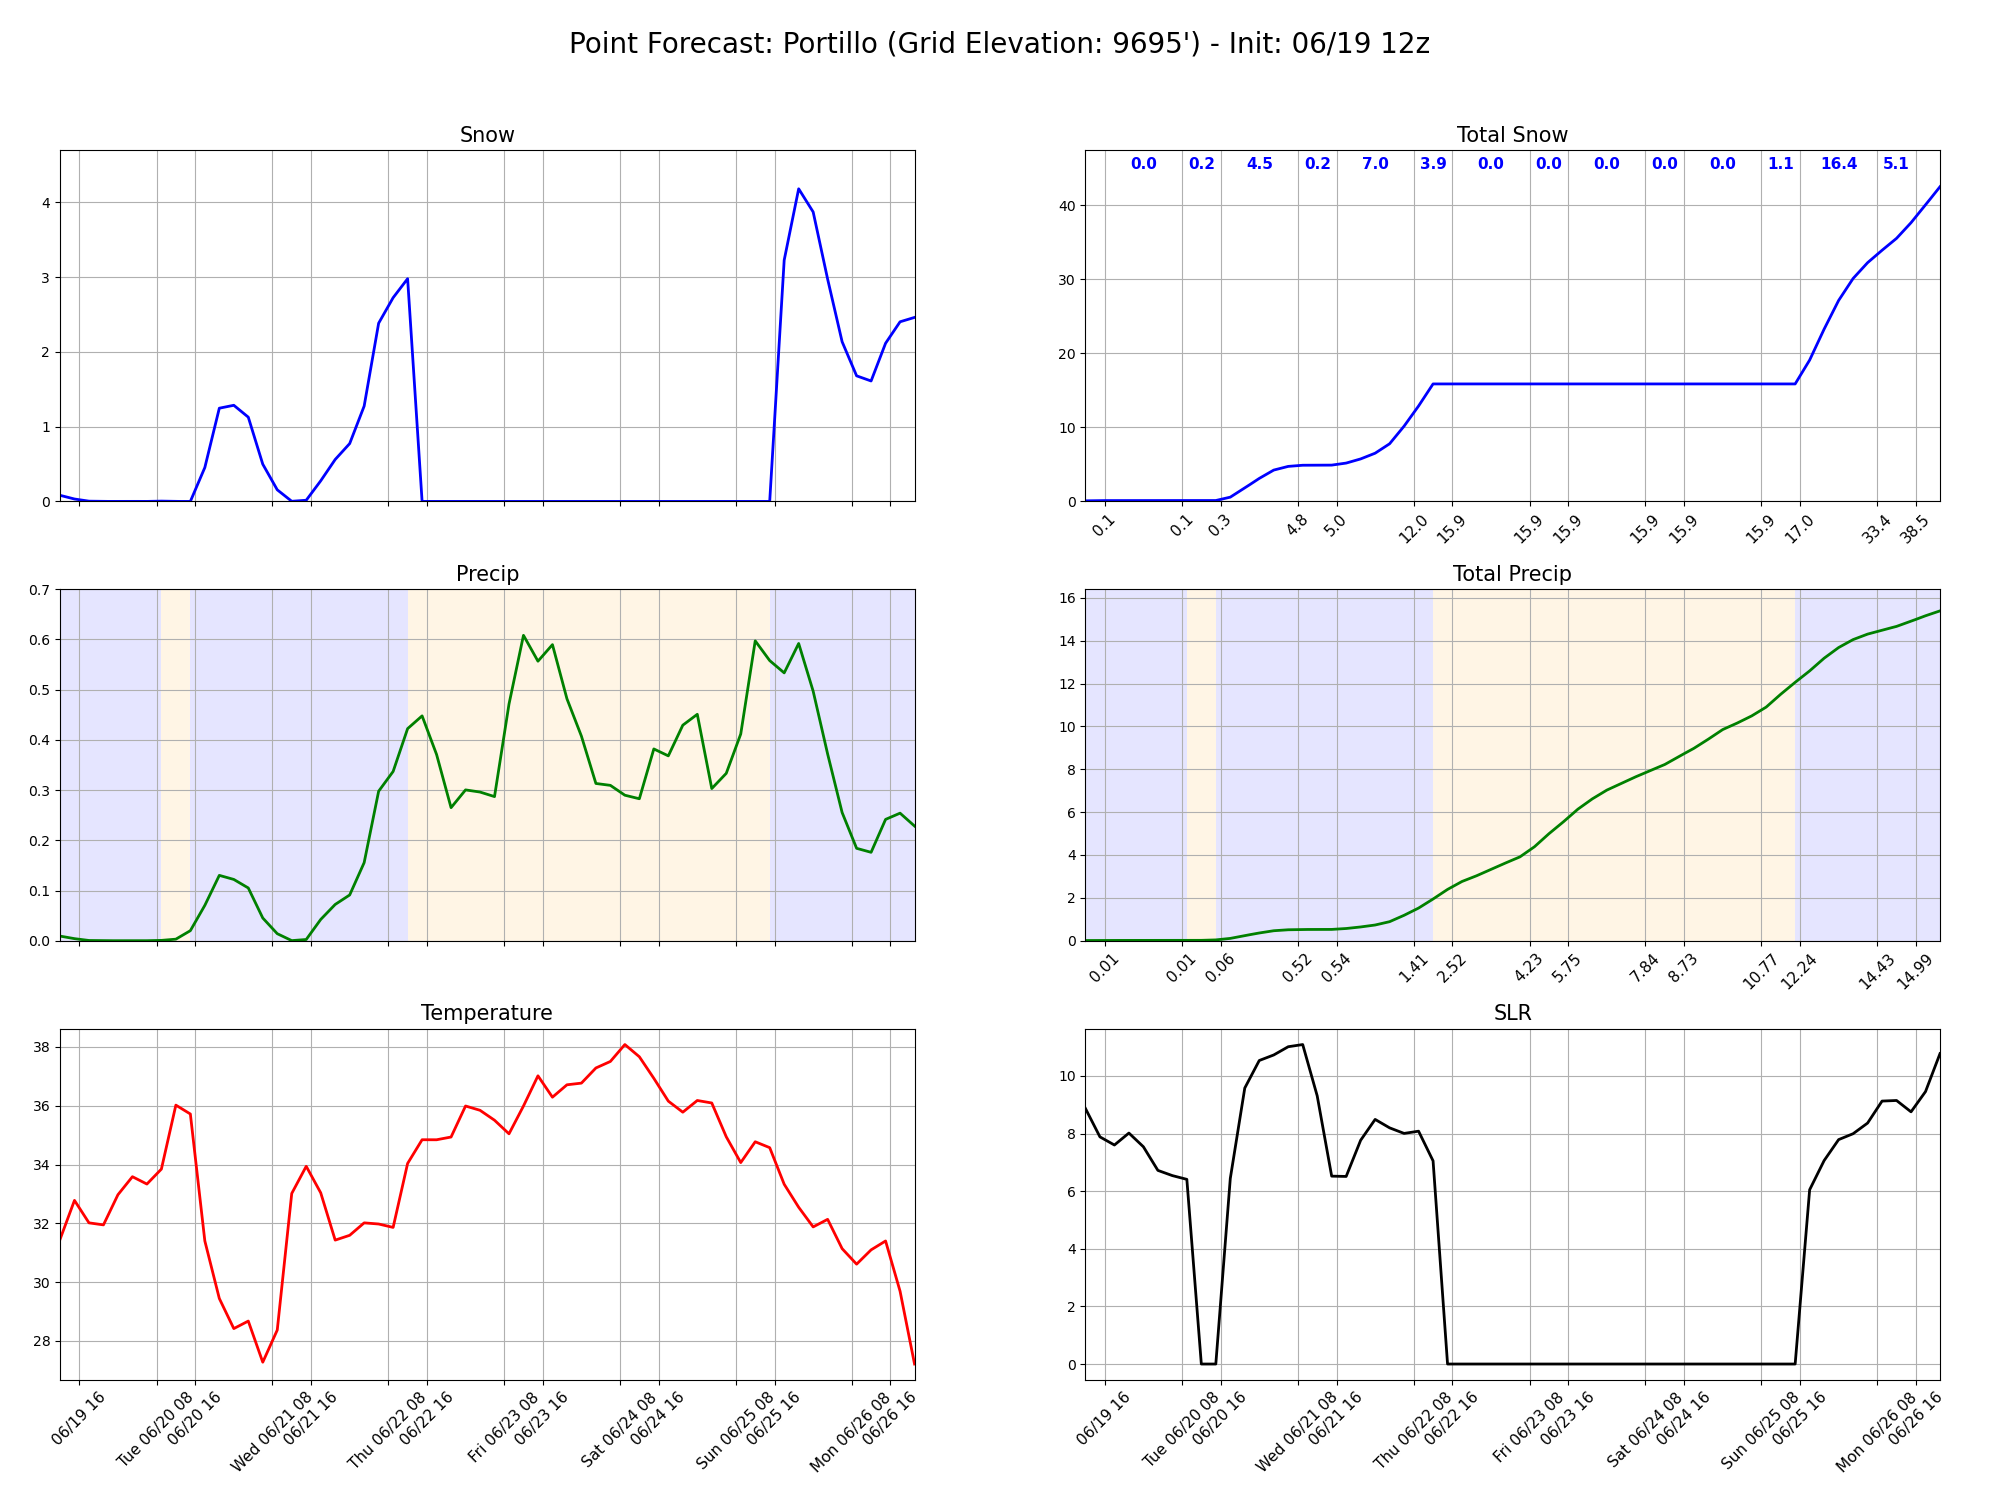 Point Forecast: Portillo (Grid Elevation: 9695') - Init: 06/19 12z
Snow
4
3
2
1
0
Total Snow
0.0 0.2 4.5 0.2 7.0 3.9 0.0 0.0 0.0 0.0 0.0 1.1 16.4 5.1
40
30
20
10
0
0.1 0.1 0.3 4.8 5.0 12.0 15.9 15.9 15.9 15.9 15.9 15.9 17.0 33.4 38.5
Precip
0.7
0.6
0.5
0.4
0.3
0.2
0.1
0.0
Total Precip
16
14
12
10
8
6
4
2
0
0.01 0.01 0.06 0.52 0.54 1.41 2.52 4.23 5.75 7.84 8.73 10.77 12.24 14.43 14.99
Temperature
38
36
34
32
30
28
06/19 16
Tue 06/20 08
06/20 16
Wed 06/21 08
06/21 16
Thu 06/22 08
06/22 16
Fri 06/23 08
06/23 16
Sat 06/24 08
06/24 16
Sun 06/25 08
06/25 16
Mon 06/26 08
06/26 16
SLR
10
8
6
4
2
0
06/19 16
Tue 06/20 08
06/20 16
Wed 06/21 08
06/21 16
Thu 06/22 08
06/22 16
Fri 06/23 08
06/23 16
Sat 06/24 08
06/24 16
Sun 06/25 08
06/25 16
Mon 06/26 08
06/26 16